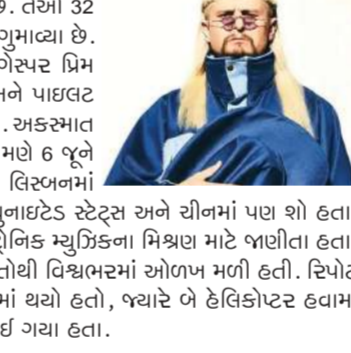 છે. તેઓ 32
ગુમાવ્યા છે.
ગેસ્પર પ્રિમ
અને પાઇલટ
. અકસ્માત
મણે 6 જૂને
લિસ્બનમાં
યુનાઇટેડ સ્ટેટ્સ અને ચીનમાં પણ શો હતા
ટ્રોનિક મ્યુઝિકના મિશ્રણ માટે જાણીતા હતા
તોથી વિશ્વભરમાં ઓળખ મળી હતી. રિપોટ
માં થયો હતો, જ્યારે બે હેલિકોપ્ટર હવામ
ઈ ગયા હતા.